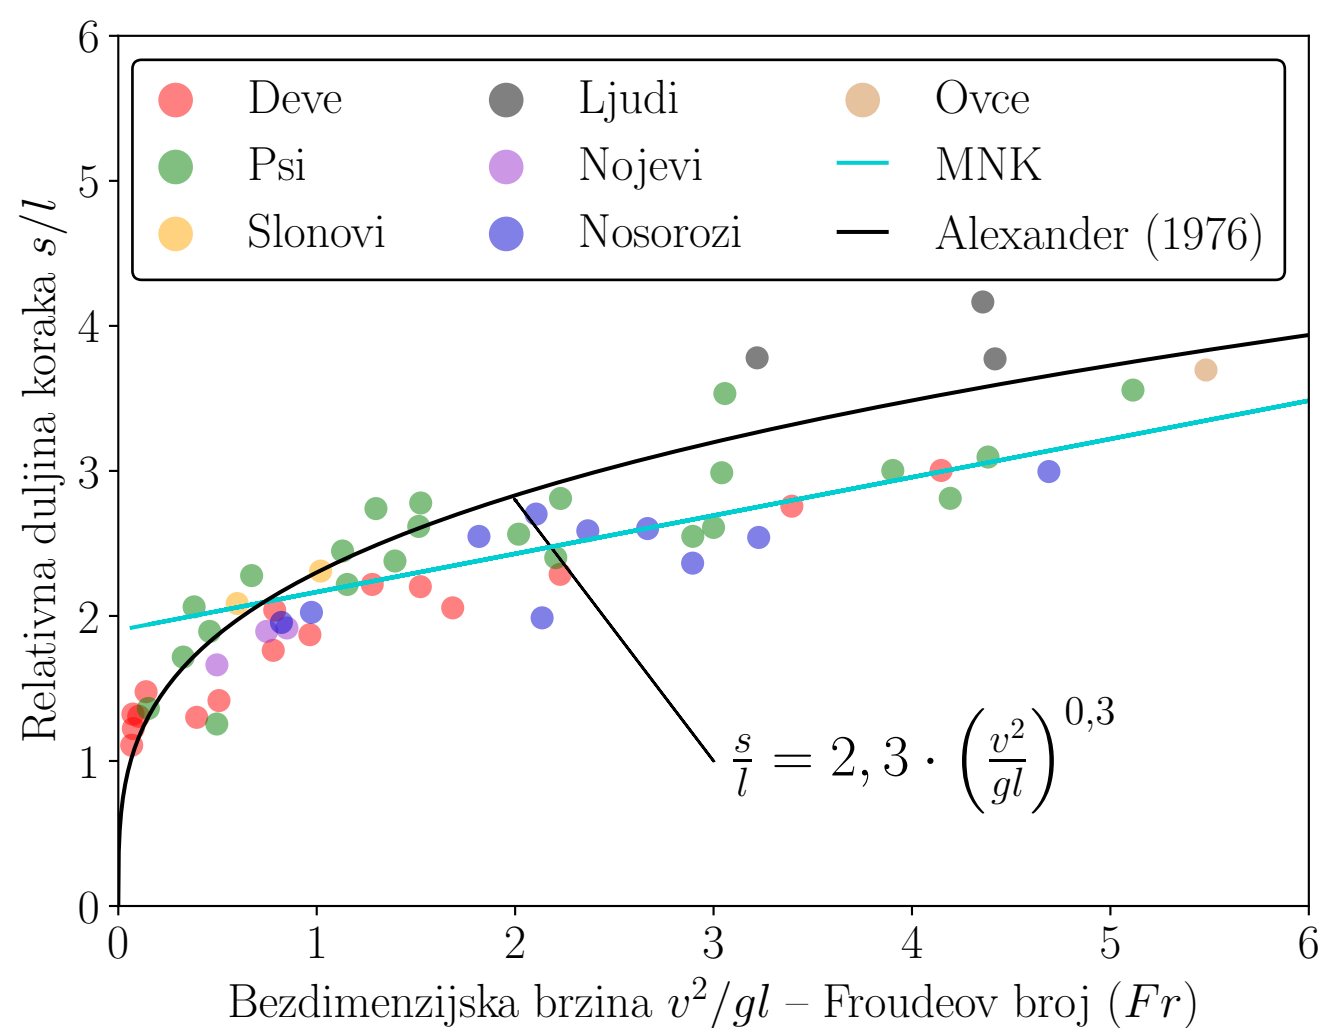 6
5
4
3
2
1
0
Relativna duljina koraka s/l
Deve
Psi
Slonovi
Ljudi
Nojevi
Nosorozi
Ovce
MNK
Alexander (1976)
s/l = 2,3 · (v²/gl)^0,3
0 1 2 3 4 5 6
Bezdimenzijska brzina v²/gl – Froudeov broj (Fr)